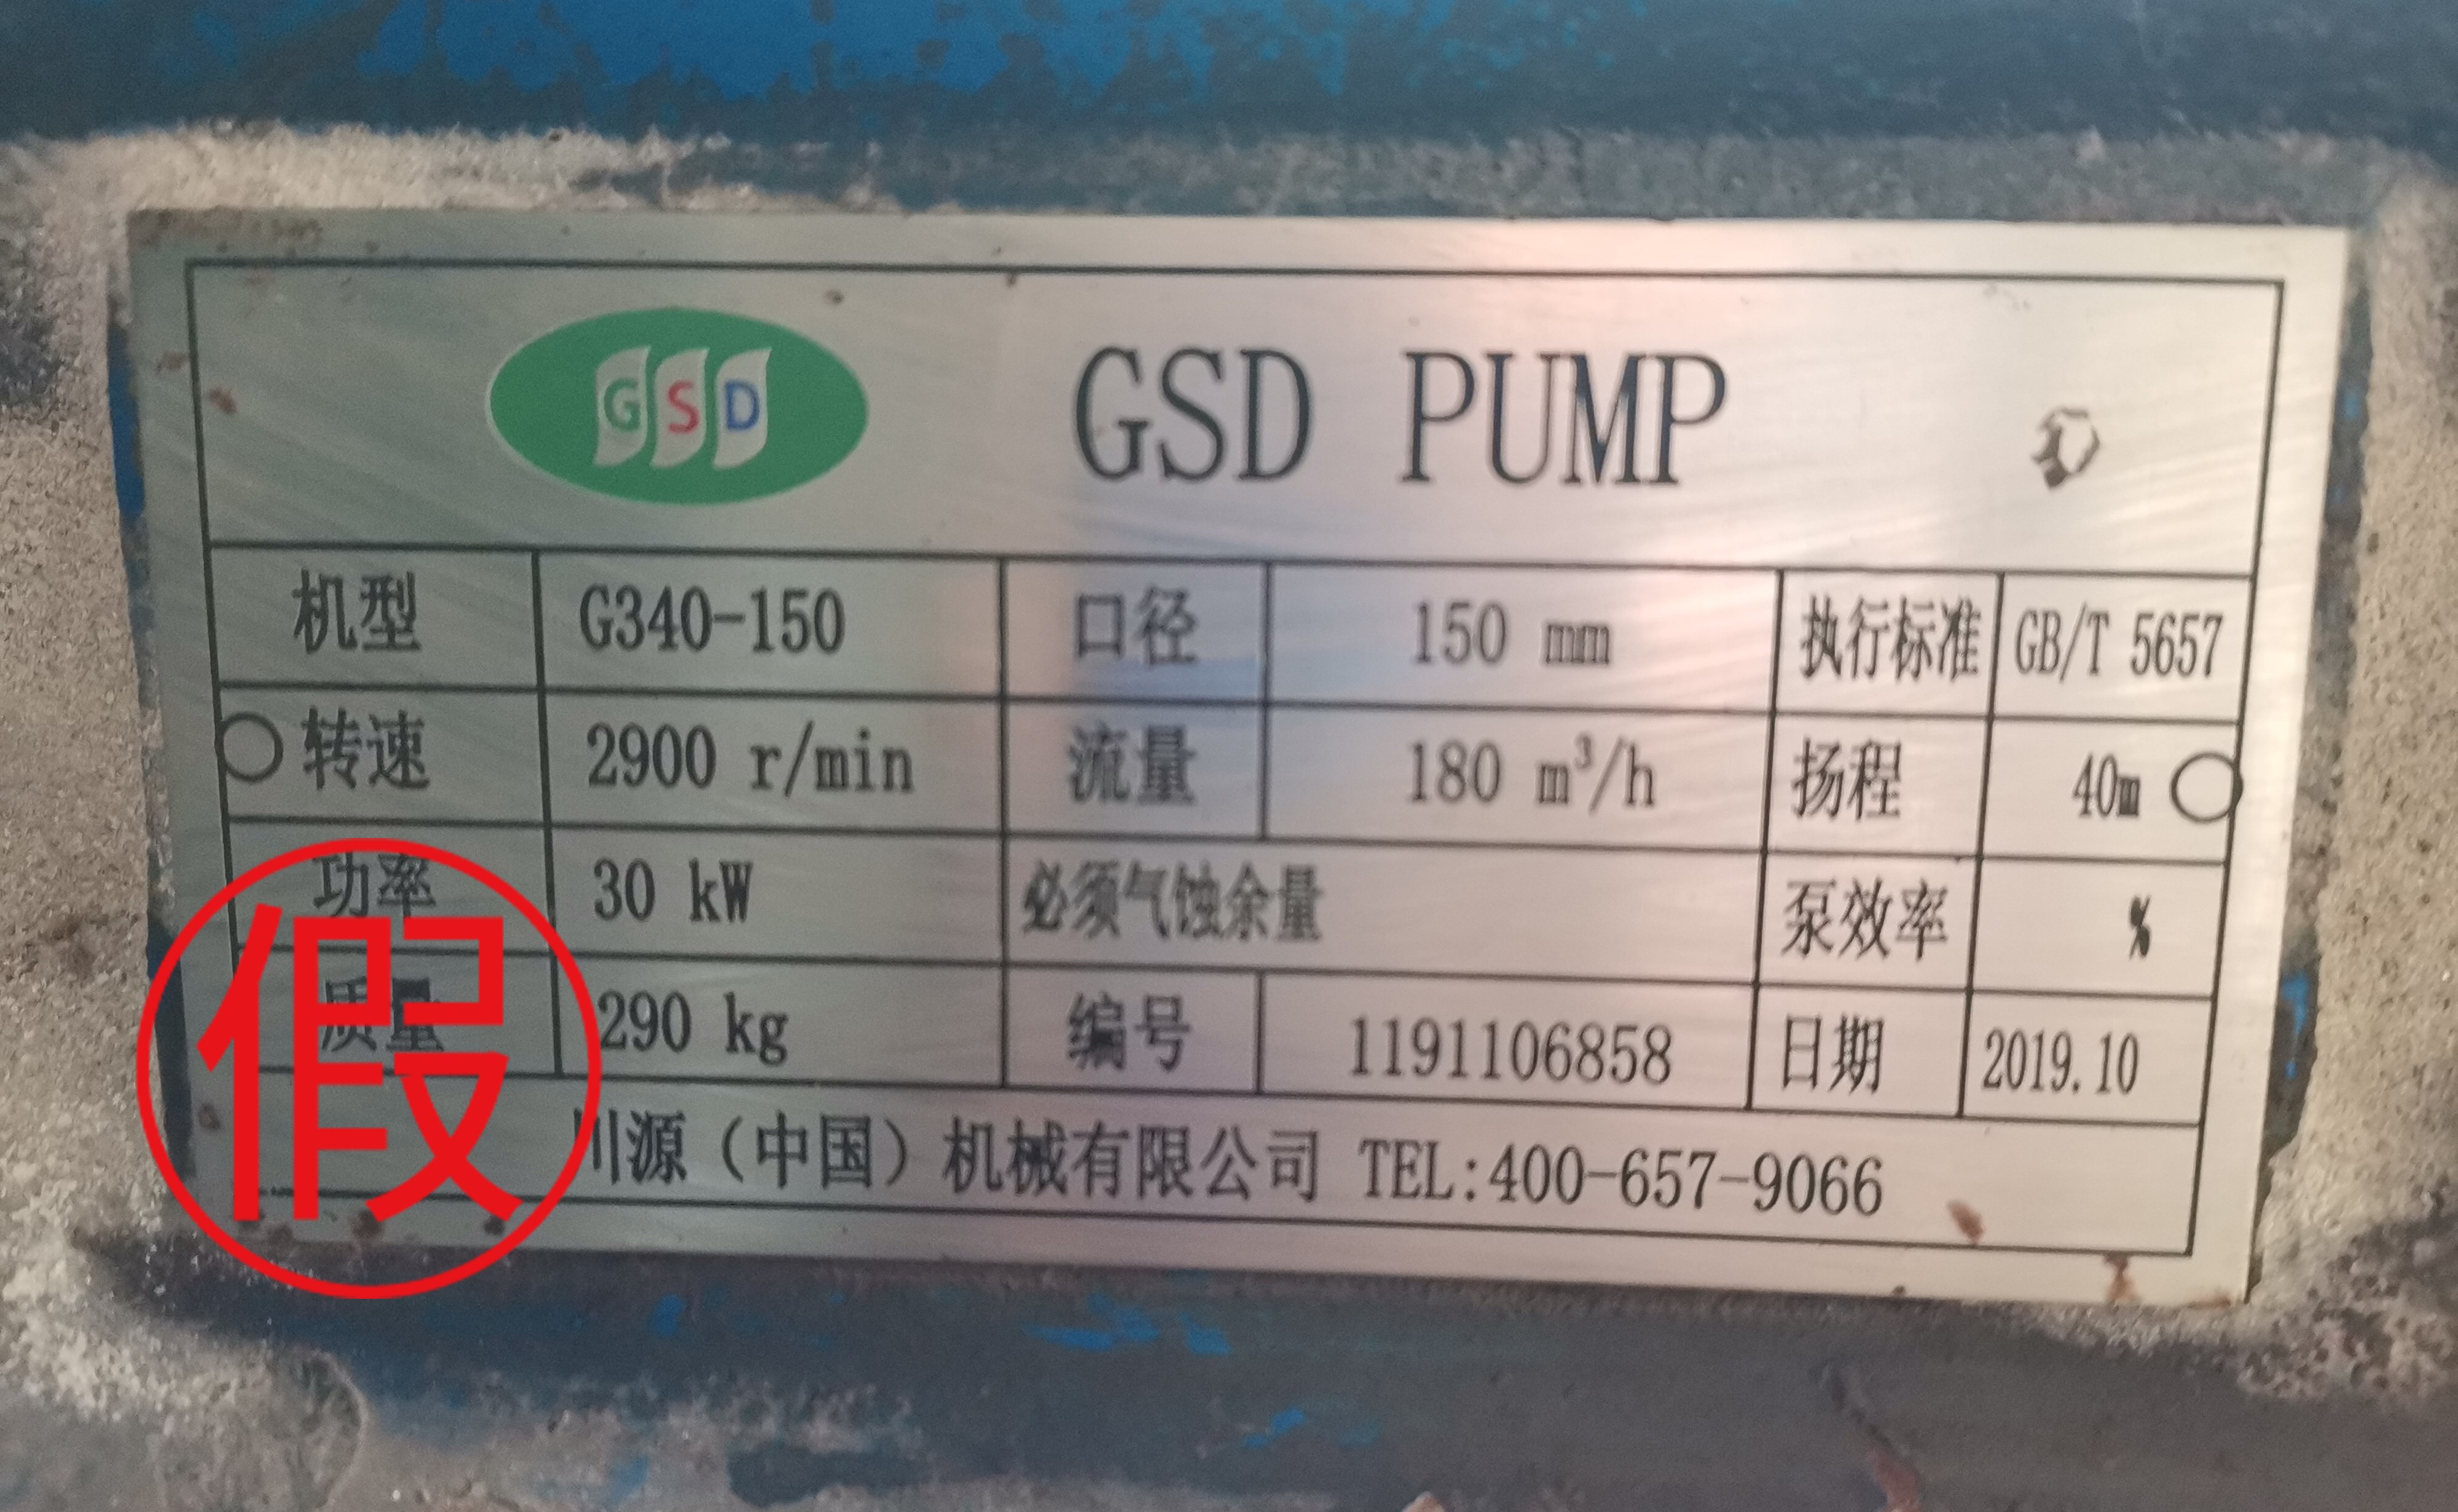 GSD GSD PUMP
机型 G340-150 口径 150 mm 执行标准 GB/T 5657
转速 2900 r/min 流量 180 m³/h 扬程 40m
功率 30 kW 必须气蚀余量 泵效率 %
质量 290 kg 编号 1191106858 日期 2019.10
川源（中国）机械有限公司 TEL:400-657-9066
假